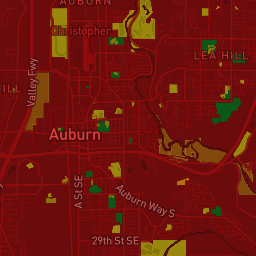 AUBURN
Christopher
LEA HILL
ILL
Valley Fwy
Auburn
A St SE
Auburn Way S
29th St SE